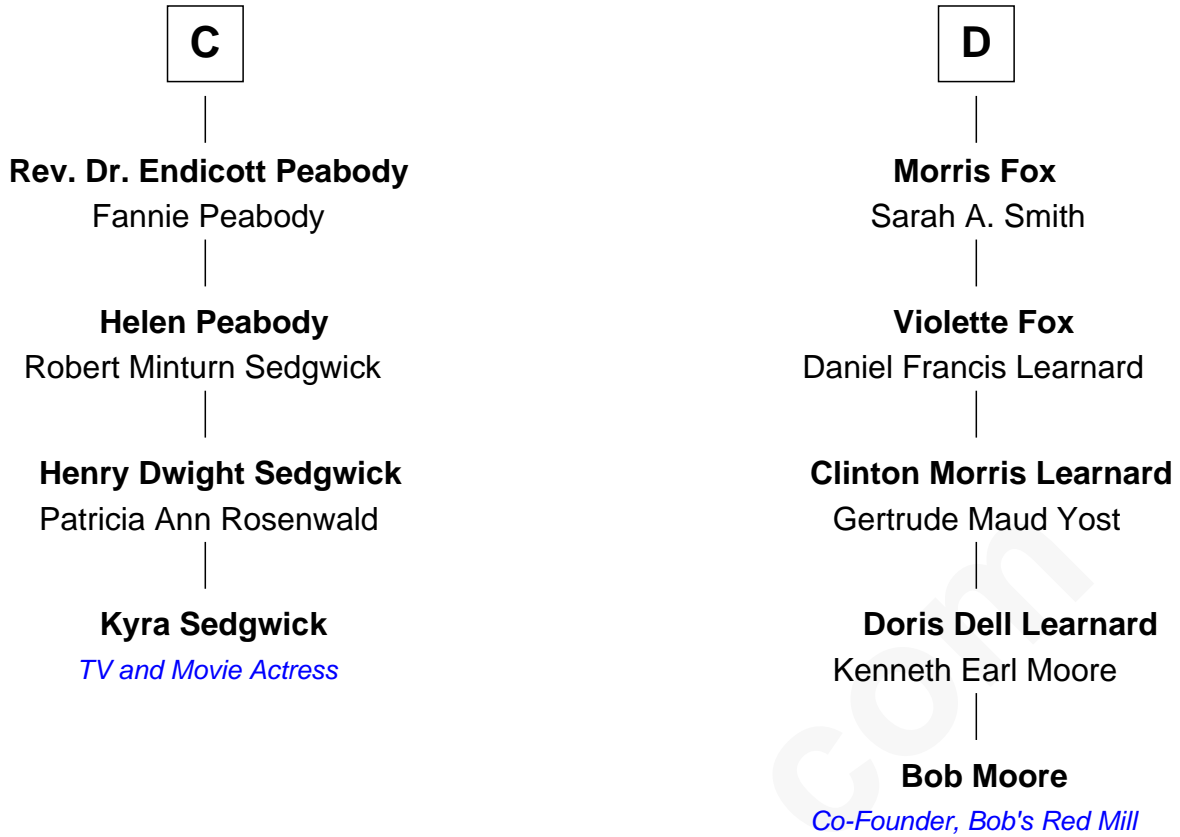 C
Rev. Dr. Endicott Peabody
Fannie Peabody
Helen Peabody
Robert Minturn Sedgwick
Henry Dwight Sedgwick
Patricia Ann Rosenwald
Kyra Sedgwick
TV and Movie Actress
D
Morris Fox
Sarah A. Smith
Violette Fox
Daniel Francis Learnard
Clinton Morris Learnard
Gertrude Maud Yost
Doris Dell Learnard
Kenneth Earl Moore
Bob Moore
Co-Founder, Bob's Red Mill
com